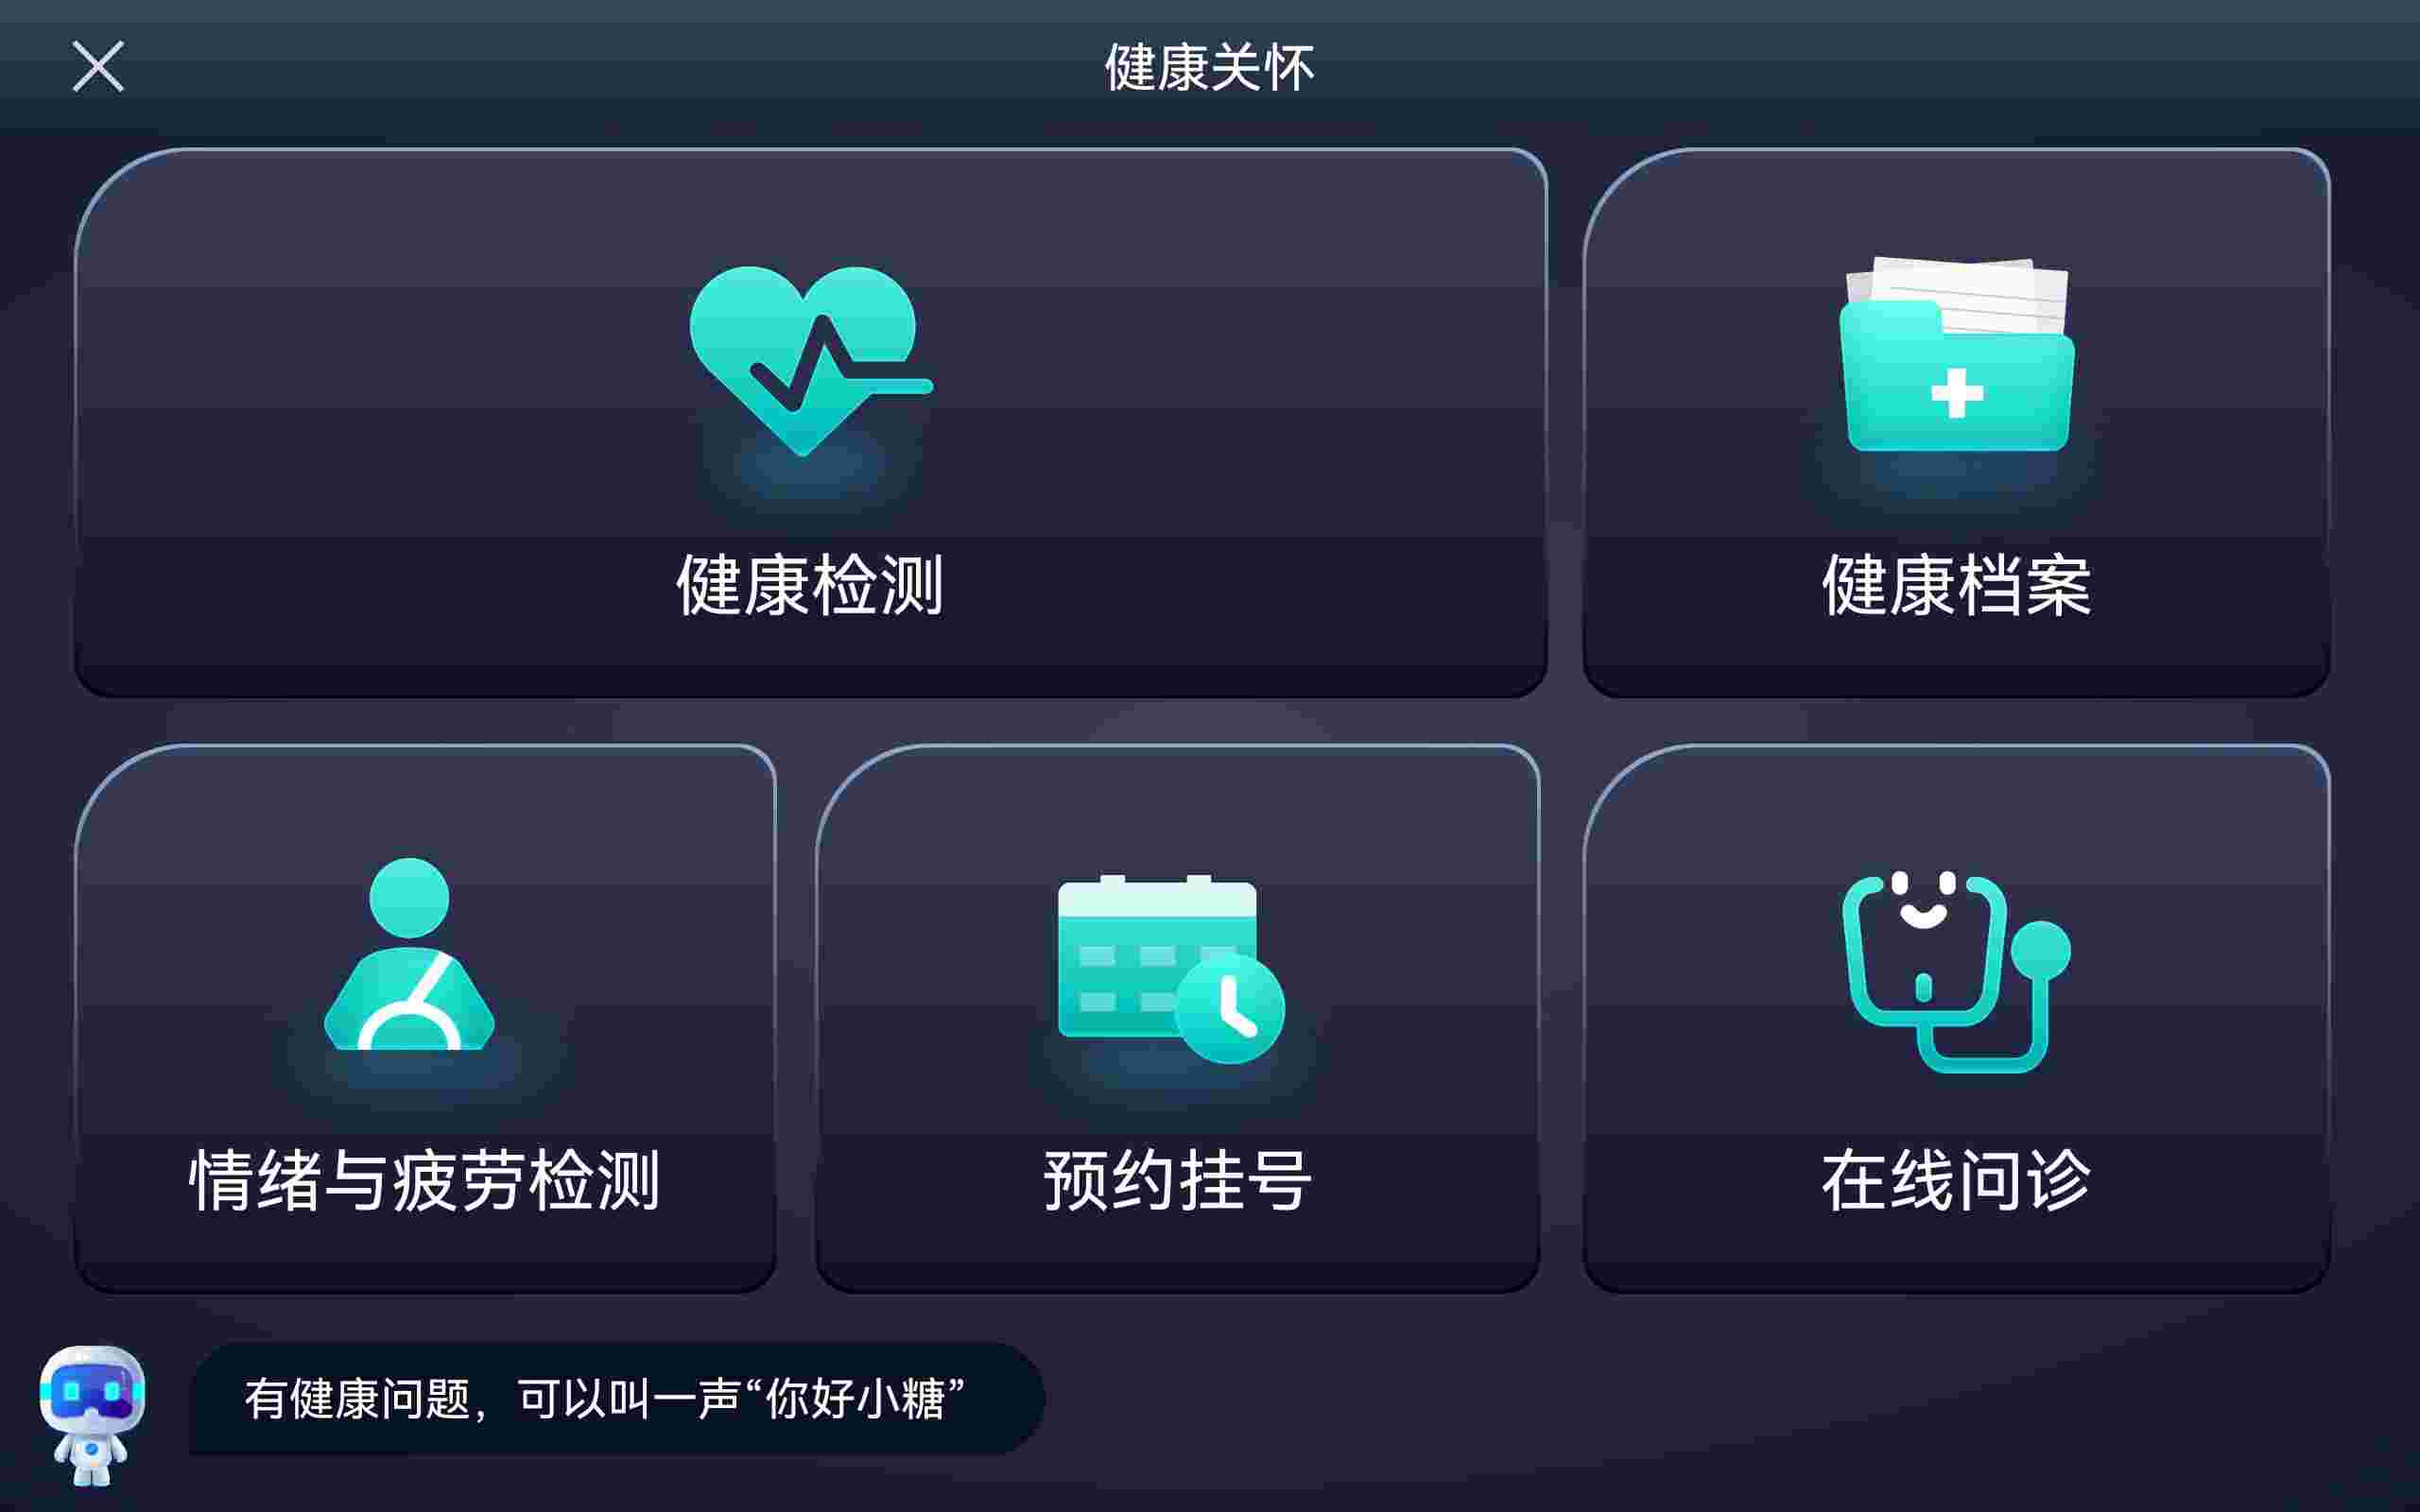 健康关怀
健康检测
健康档案
情绪与疲劳检测
预约挂号
在线问诊
有健康问题，可以叫一声“你好小糖”